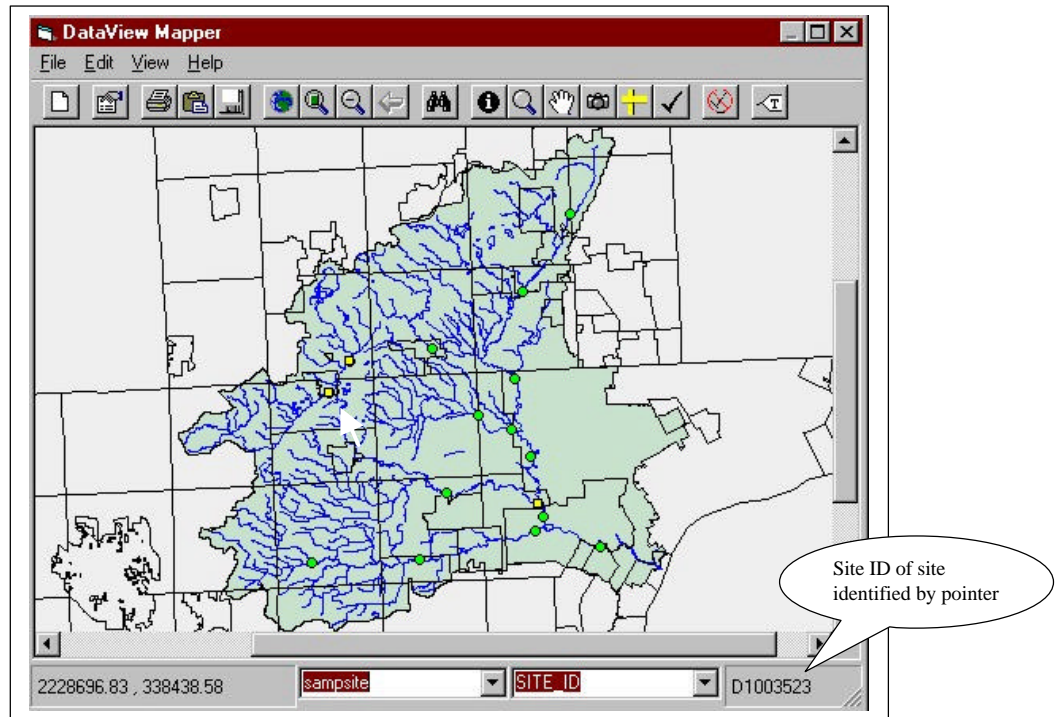 DataView Mapper
File Edit View Help
T
Site ID of site
identified by pointer
2228696.83 , 338438.58
sampsite
SITE_ID
D1003523